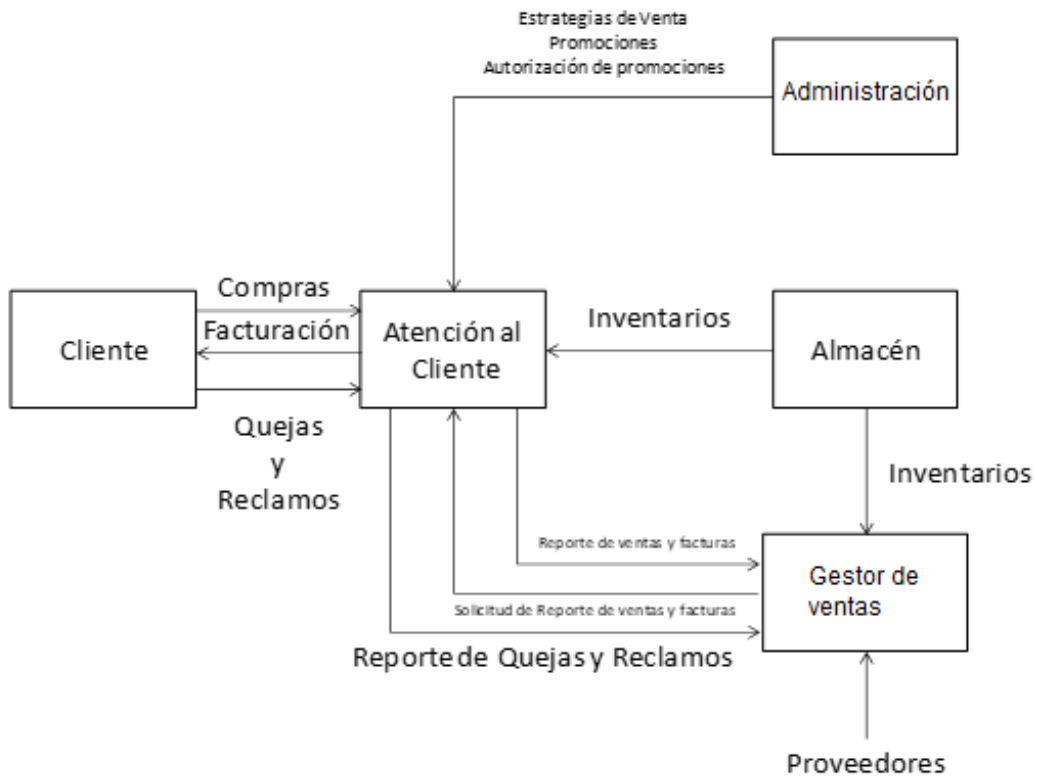 Estrategias de Venta
Promociones
Autorización de promociones
Administración
Compras
Facturación
Cliente
Quejas
y
Reclamos
Atención al
Cliente
Inventarios
Almacén
Inventarios
Reporte de ventas y facturas
Solicitud de Reporte de ventas y facturas
Reporte de Quejas y Reclamos
Gestor de
ventas
Proveedores